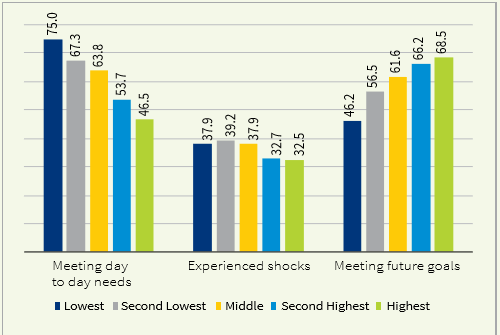 75.0
67.3
63.8
53.7
46.5
37.9
39.2
37.9
32.7
32.5
46.2
56.5
61.6
66.2
68.5
Meeting day
to day needs
Experienced shocks
Meeting future goals
Lowest
Second Lowest
Middle
Second Highest
Highest